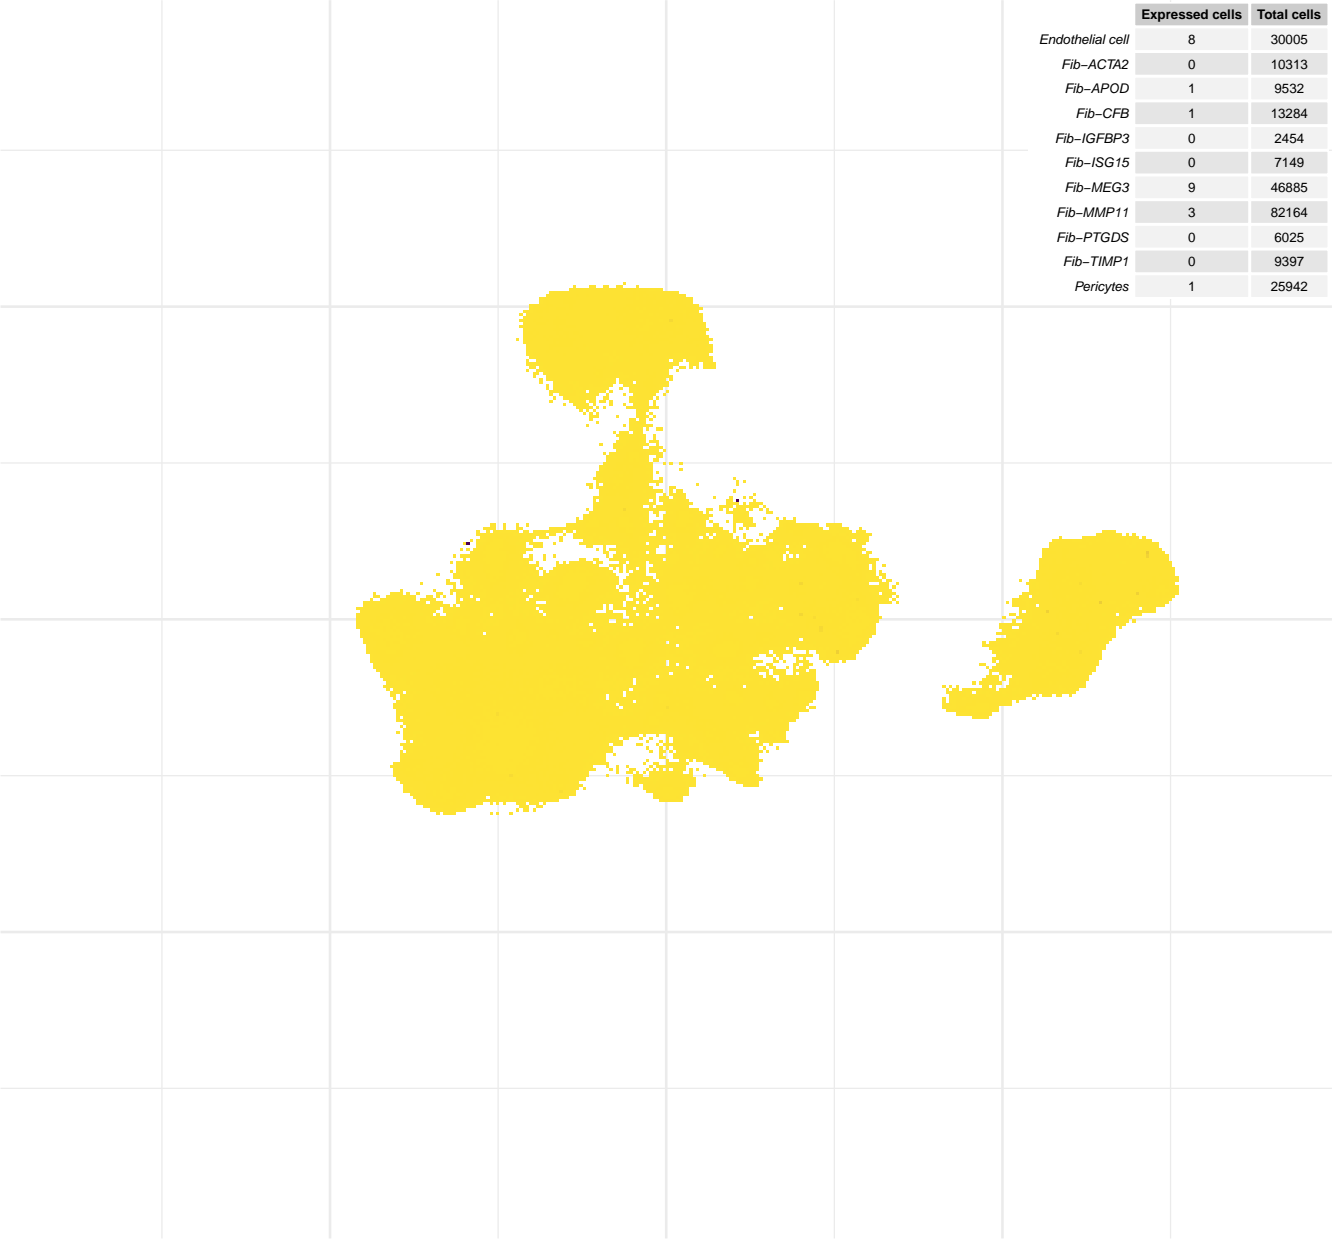 Expressed cells Total cells
Endothelial cell 8 30005
Fib−ACTA2 0 10313
Fib−APOD 1 9532
Fib−CFB 1 13284
Fib−IGFBP3 0 2454
Fib−ISG15 0 7149
Fib−MEG3 9 46885
Fib−MMP11 3 82164
Fib−PTGDS 0 6025
Fib−TIMP1 0 9397
Pericytes 1 25942